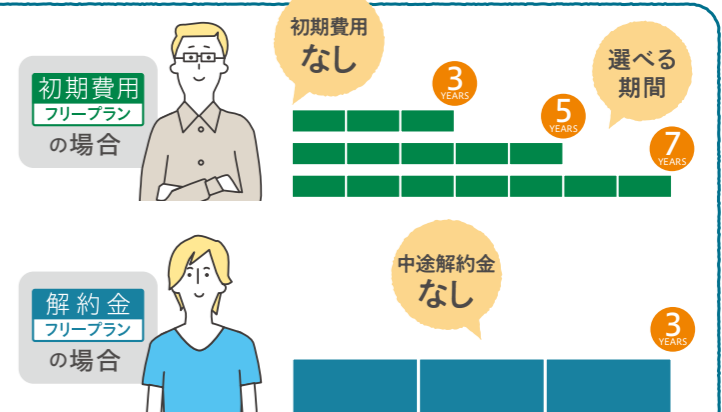 初期費用
フリープラン
の場合
初期費用
なし
選べる
期間
3
YEARS
5
YEARS
7
YEARS
解約金
フリープラン
の場合
中途解約金
なし
3
YEARS